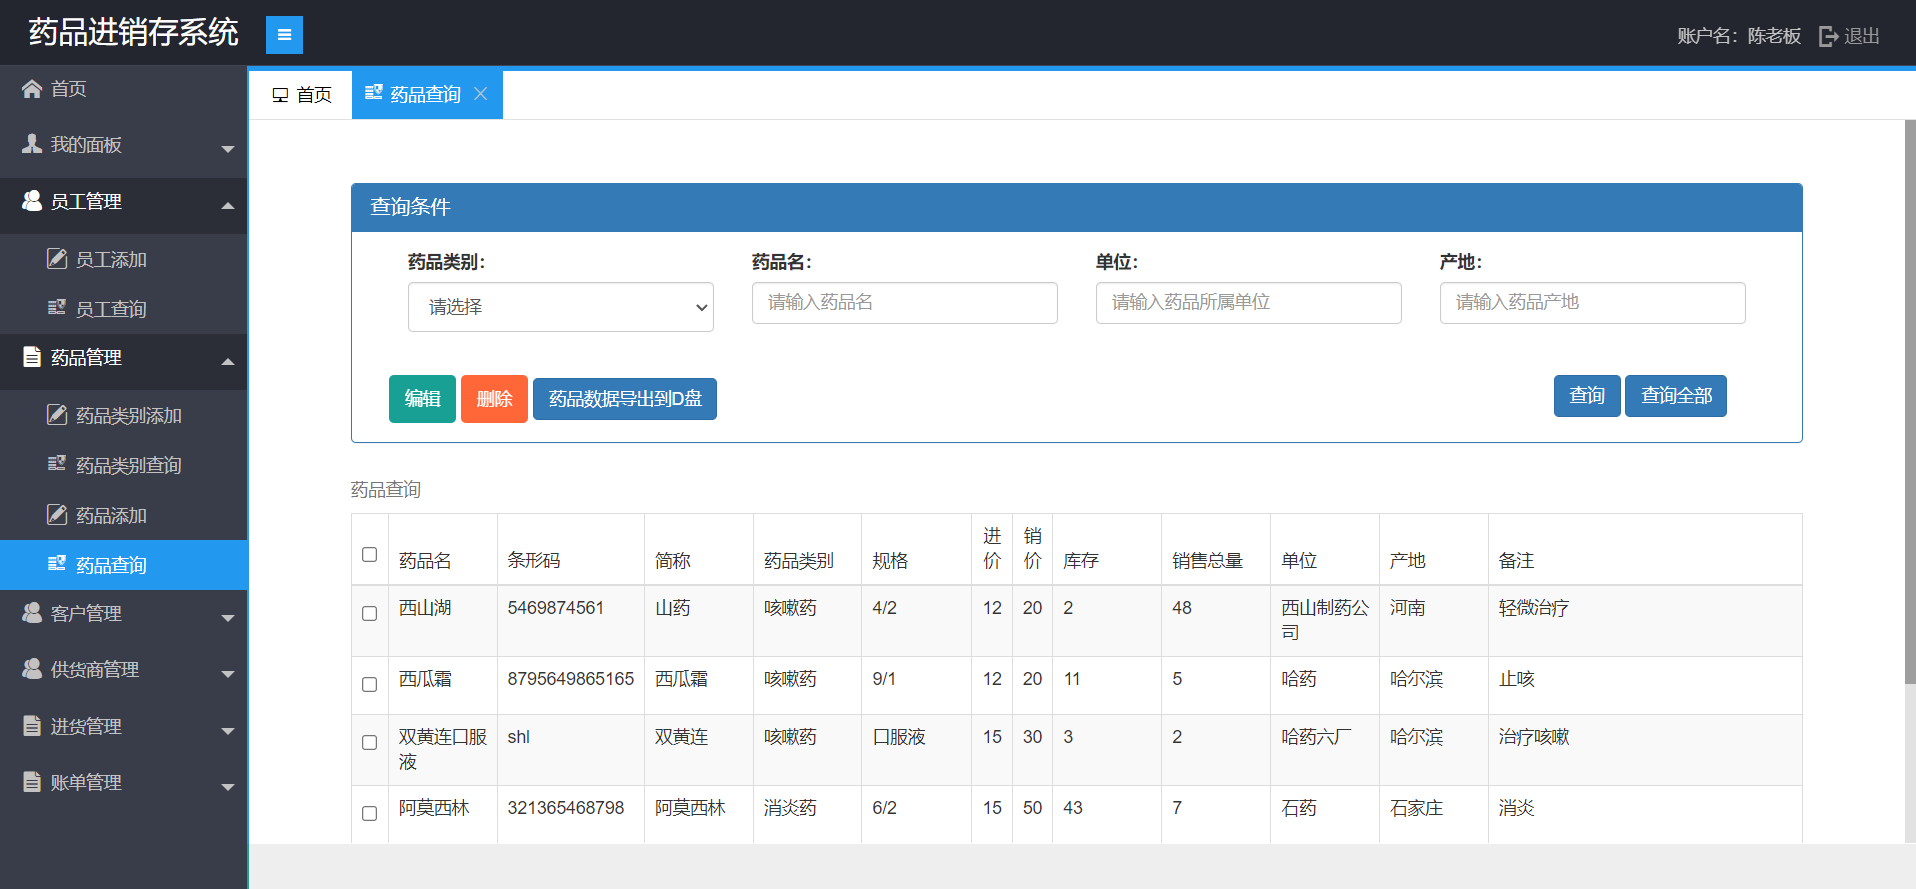 药品进销存系统
账户名：陈老板 退出
首页
我的面板
员工管理
员工添加
员工查询
药品管理
药品类别添加
药品类别查询
药品添加
药品查询
客户管理
供货商管理
进货管理
账单管理
首页 药品查询
查询条件
药品类别： 药品名： 单位： 产地：
请选择 请输入药品名 请输入药品所属单位 请输入药品产地
编辑 删除 药品数据导出到D盘 查询 查询全部
药品查询
药品名 条形码 简称 药品类别 规格 进价 销价 库存 销售总量 单位 产地 备注
西山湖 5469874561 山药 咳嗽药 4/2 12 20 2 48 西山制药公司 河南 轻微治疗
西瓜霜 8795649865165 西瓜霜 咳嗽药 9/1 12 20 11 5 哈药 哈尔滨 止咳
双黄连口服液 shl 双黄连 咳嗽药 口服液 15 30 3 2 哈药六厂 哈尔滨 治疗咳嗽
阿莫西林 321365468798 阿莫西林 消炎药 6/2 15 50 43 7 石药 石家庄 消炎